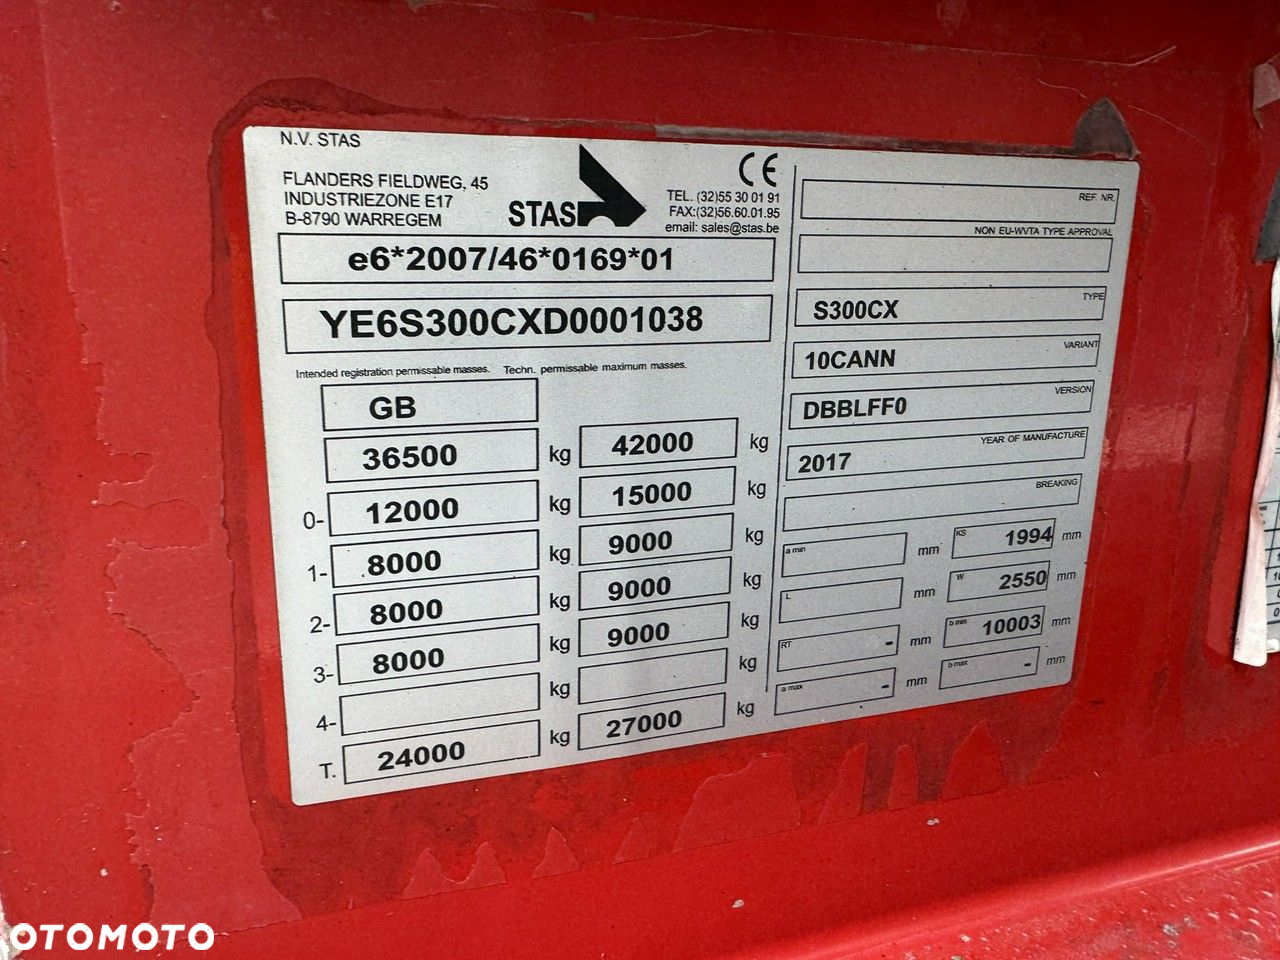 N.V. STAS
FLANDERS FIELDWEG, 45
INDUSTRIEZONE E17
B-8790 WARREGEM
STAS
CE
TEL. (32)55 30 01 91
FAX:(32)56.60.01.95
email: sales@stas.be
e6*2007/46*0169*01
YE6S300CXD0001038
Intended registration permissable masses. Techn. permissable maximum masses.
GB
36500 kg 42000 kg
0- 12000 kg 15000 kg
1- 8000 kg 9000 kg
2- 8000 kg 9000 kg
3- 8000 kg 9000 kg
4- kg kg
T. 24000 kg 27000 kg
REF. NR.
NON EU-WVTA TYPE APPROVAL
S300CX TYPE
10CANN VARIANT
DBBLFF0 VERSION
2017 YEAR OF MANUFACTURE
BREAKING
a min mm KS 1994 mm
L mm W 2550 mm
RT - mm b min 10003 mm
a max - mm b max - mm
OTOMOTO